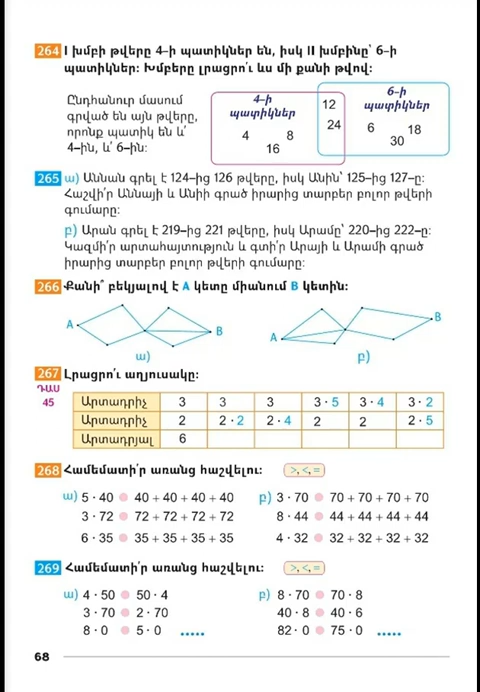 264 I խմբի թվերը 4–ի պատիկներ են, իսկ II խմբինը՝ 6–ի
պատիկներ: Խմբերը լրացրո՛ւ ևս մի քանի թվով:
Ընդհանուր մասում
գրված են այն թվերը,
որոնք պատիկ են և՛
4–ին, և՛ 6–ին:
4–ի
պատիկներ
4 8
16
12
24
6–ի
պատիկներ
6 18
30
265 ա) Աննան գրել է 124–ից 126 թվերը, իսկ Անին՝ 125–ից 127–ը:
Հաշվի՛ր Աննայի և Անիի գրած իրարից տարբեր բոլոր թվերի
գումարը:
բ) Արան գրել է 219–ից 221 թվերը, իսկ Արամը՝ 220–ից 222–ը:
Կազմի՛ր արտահայտություն և գտի՛ր Արայի և Արամի գրած
իրարից տարբեր բոլոր թվերի գումարը:
266 Քանի՞ բեկյալով է A կետը միանում B կետին:
A B
ա)
A B
բ)
267 Լրացրո՛ւ աղյուսակը:
ԴԱՍ
45
Արտադրիչ 3 3 3 3 · 5 3 · 4 3 · 2
Արտադրիչ 2 2 · 2 2 · 4 2 2 2 · 5
Արտադրյալ 6
268 Համեմատի՛ր առանց հաշվելու: >, <, =
ա) 5 · 40 40 + 40 + 40 + 40
3 · 72 72 + 72 + 72 + 72
6 · 35 35 + 35 + 35 + 35
բ) 3 · 70 70 + 70 + 70 + 70
8 · 44 44 + 44 + 44 + 44
4 · 32 32 + 32 + 32 + 32
269 Համեմատի՛ր առանց հաշվելու: >, <, =
ա) 4 · 50 50 · 4
3 · 70 2 · 70
8 · 0 5 · 0 .....
բ) 8 · 70 70 · 8
40 · 8 40 · 6
82 · 0 75 · 0 .....
68